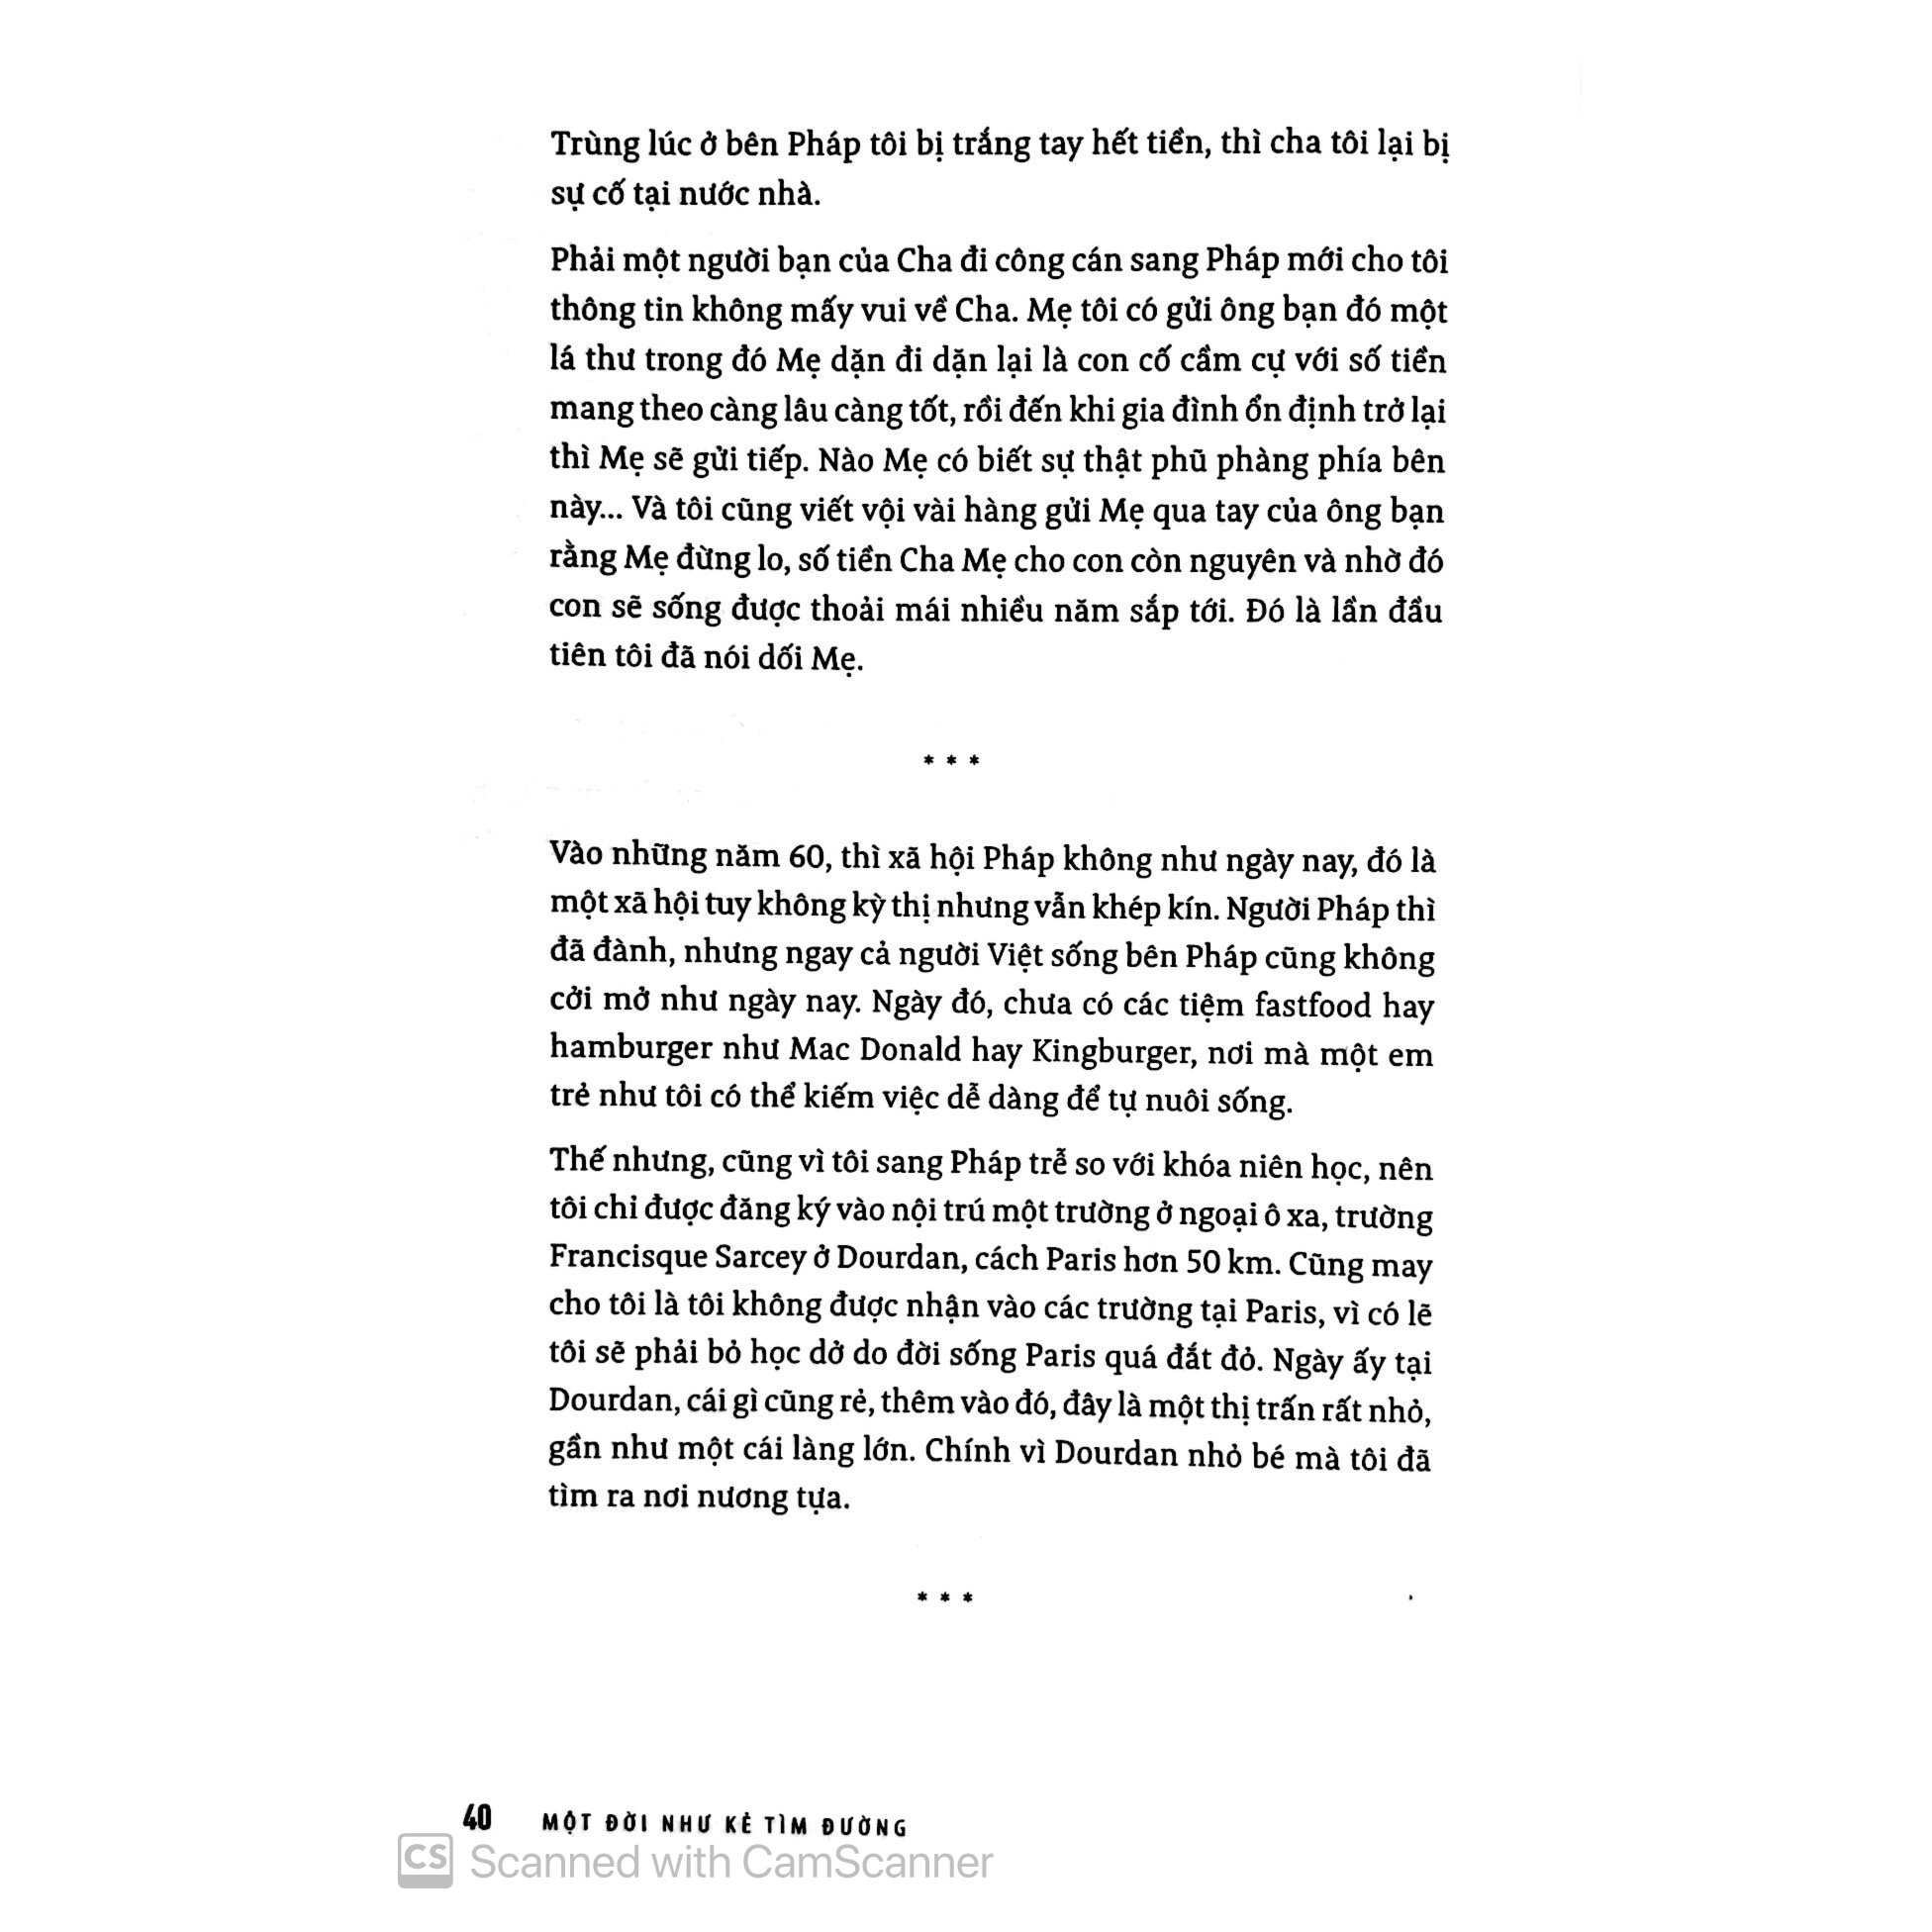 Trùng lúc ở bên Pháp tôi bị trắng tay hết tiền, thì cha tôi lại bị
sự cố tại nước nhà.
Phải một người bạn của Cha đi công cán sang Pháp mới cho tôi
thông tin không mấy vui về Cha. Mẹ tôi có gửi ông bạn đó một
lá thư trong đó Mẹ dặn đi dặn lại là con cố cầm cự với số tiền
mang theo càng lâu càng tốt, rồi đến khi gia đình ổn định trở lại
thì Mẹ sẽ gửi tiếp. Nào Mẹ có biết sự thật phũ phàng phía bên
này... Và tôi cũng viết vội vài hàng gửi Mẹ qua tay của ông bạn
rằng Mẹ đừng lo, số tiền Cha Mẹ cho con còn nguyên và nhờ đó
con sẽ sống được thoải mái nhiều năm sắp tới. Đó là lần đầu
tiên tôi đã nói dối Mẹ.
* * *
Vào những năm 60, thì xã hội Pháp không như ngày nay, đó là
một xã hội tuy không kỳ thị nhưng vẫn khép kín. Người Pháp thì
đã đành, nhưng ngay cả người Việt sống bên Pháp cũng không
cởi mở như ngày nay. Ngày đó, chưa có các tiệm fastfood hay
hamburger như Mac Donald hay Kingburger, nơi mà một em
trẻ như tôi có thể kiếm việc dễ dàng để tự nuôi sống.
Thế nhưng, cũng vì tôi sang Pháp trễ so với khóa niên học, nên
tôi chỉ được đăng ký vào nội trú một trường ở ngoại ô xa, trường
Francisque Sarcey ở Dourdan, cách Paris hơn 50 km. Cũng may
cho tôi là tôi không được nhận vào các trường tại Paris, vì có lẽ
tôi sẽ phải bỏ học dở do đời sống Paris quá đắt đỏ. Ngày ấy tại
Dourdan, cái gì cũng rẻ, thêm vào đó, đây là một thị trấn rất nhỏ,
gần như một cái làng lớn. Chính vì Dourdan nhỏ bé mà tôi đã
tìm ra nơi nương tựa.
* * *
40 MỘT ĐỜI NHƯ KẺ TÌM ĐƯỜNG
CS Scanned with CamScanner